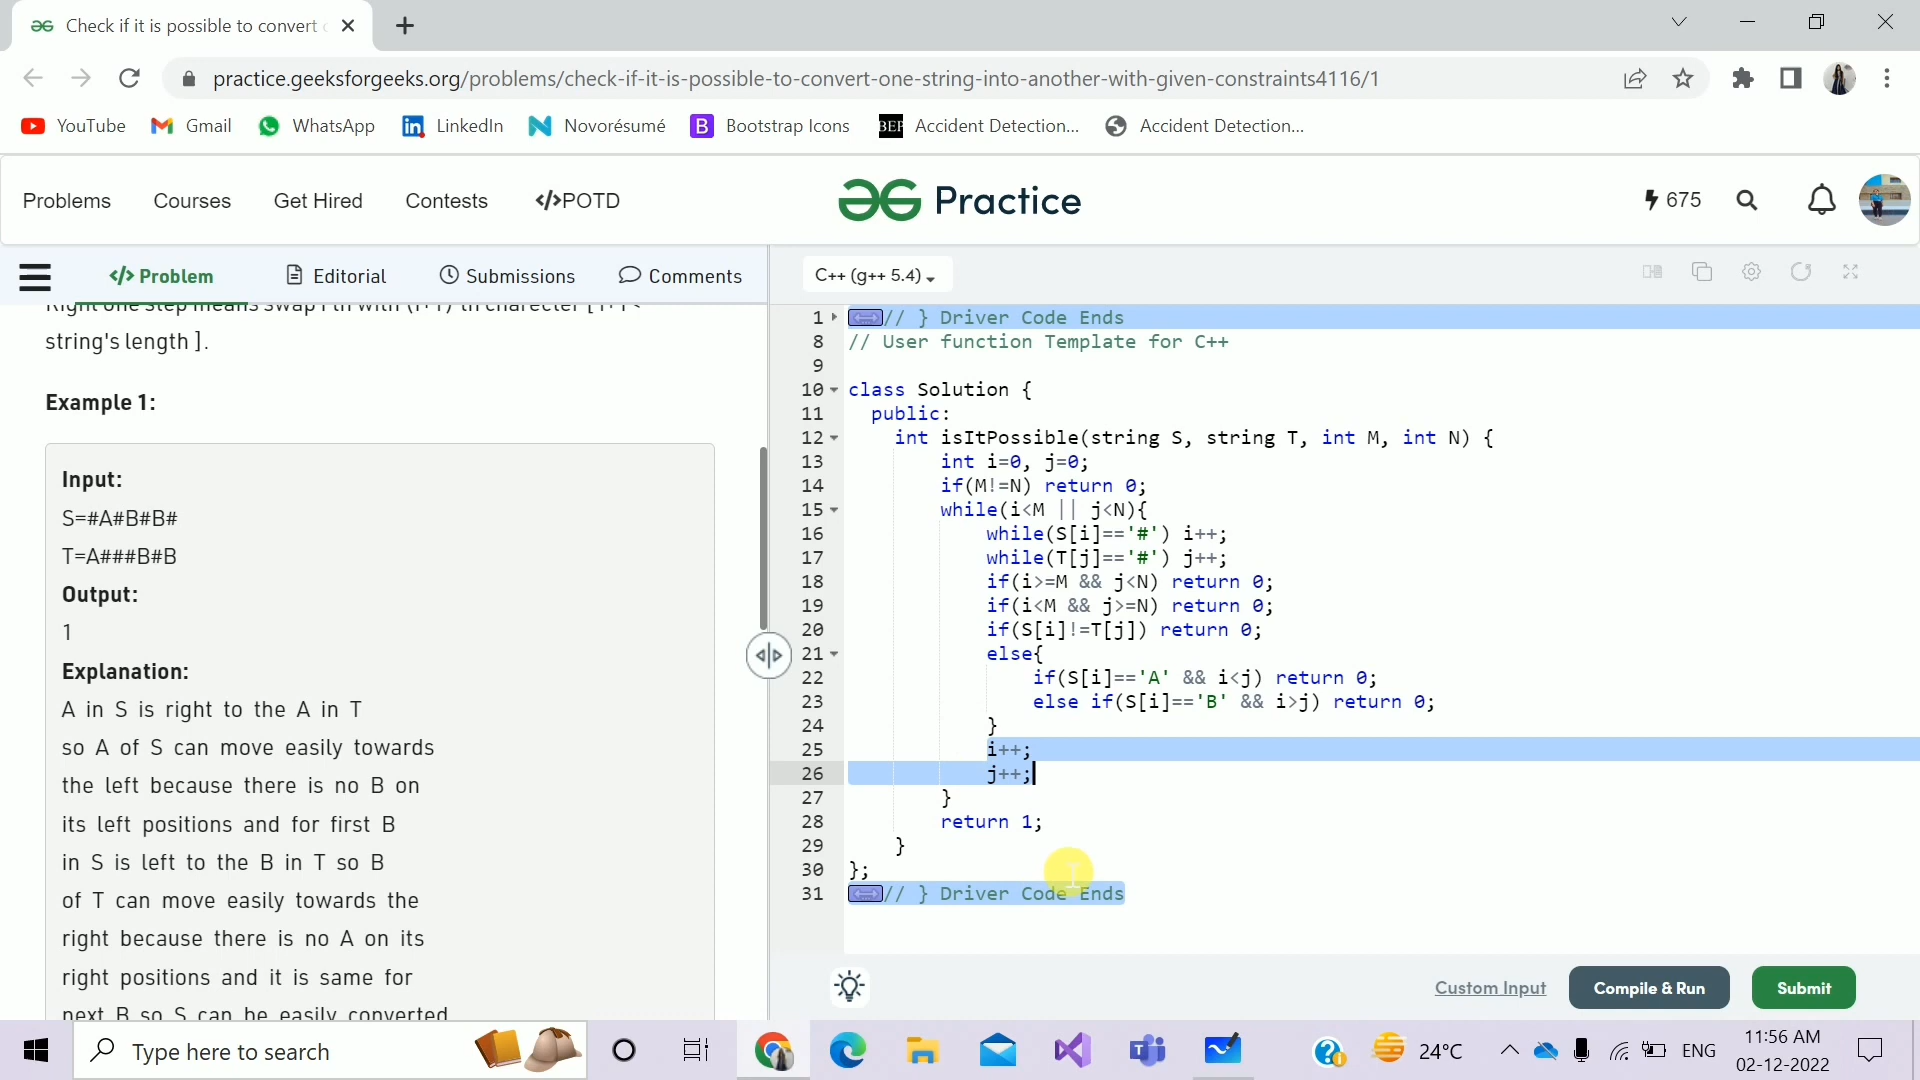 Check if it is possible to convert
practice.geeksforgeeks.org/problems/check-if-it-is-possible-to-convert-one-string-into-another-with-given-constraints4116/1
YouTube Gmail WhatsApp LinkedIn Novorésumé Bootstrap Icons Accident Detection... Accident Detection...
Problems Courses Get Hired Contests </>POTD Practice 675
</> Problem Editorial Submissions Comments C++ (g++ 5.4)
string's length ].
Example 1:
Input:
S=#A#B#B#
T=A###B#B
Output:
1
Explanation:
A in S is right to the A in T
so A of S can move easily towards
the left because there is no B on
its left positions and for first B
in S is left to the B in T so B
of T can move easily towards the
right because there is no A on its
right positions and it is same for
next B so S can be easily converted
1 // } Driver Code Ends
8 // User function Template for C++
9
10 class Solution {
11 public:
12 int isItPossible(string S, string T, int M, int N) {
13 int i=0, j=0;
14 if(M!=N) return 0;
15 while(i<M || j<N){
16 while(S[i]=='#') i++;
17 while(T[j]=='#') j++;
18 if(i>=M && j<N) return 0;
19 if(i<M && j>=N) return 0;
20 if(S[i]!=T[j]) return 0;
21 else{
22 if(S[i]=='A' && i<j) return 0;
23 else if(S[i]=='B' && i>j) return 0;
24 }
25 i++;
26 j++;
27 }
28 return 1;
29 }
30 };
31 // } Driver Code Ends
Custom Input Compile & Run Submit
Type here to search 24°C ENG 11:56 AM
02-12-2022